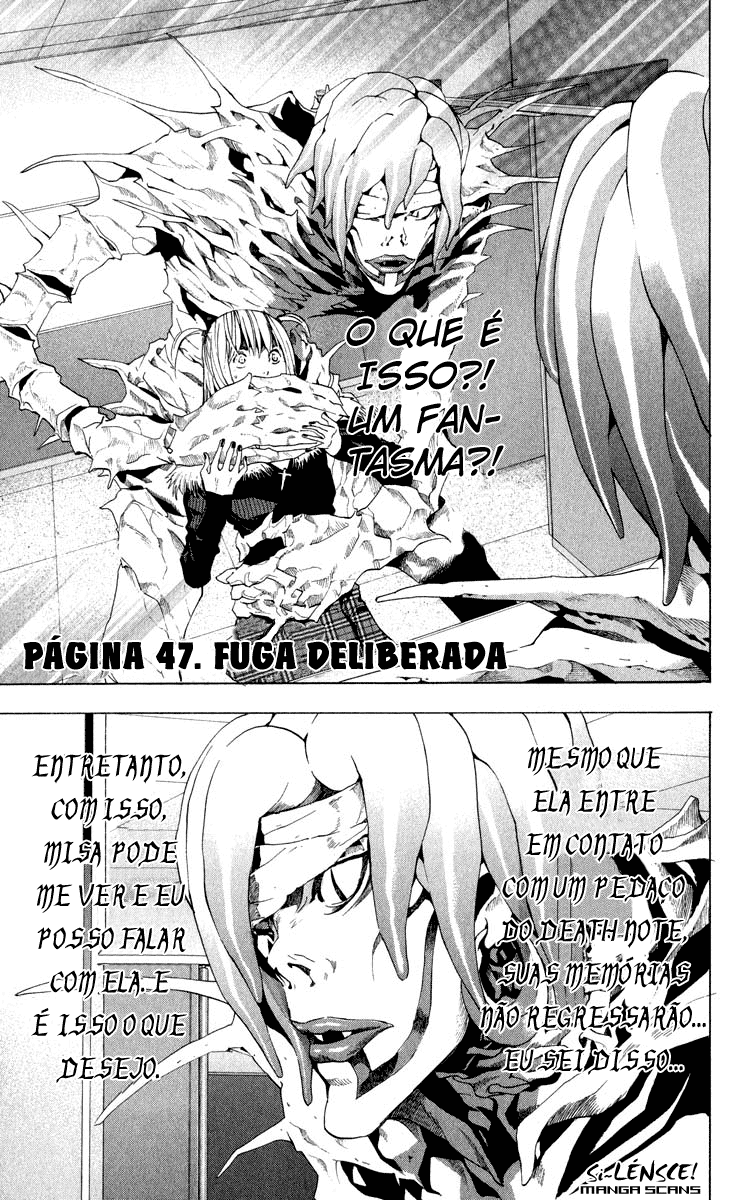 O QUE É
ISSO?!
UM FAN-
TASMA?!
PÁGINA 47. FUGA DELIBERADA
MESMO QUE
ELA ENTRE
EM CONTATO
COM UM PEDAÇO
DO DEATH NOTE,
SUAS MEMÓRIAS
NÃO REGRESSARÃO...
EU SEI DISSO...
ENTRETANTO,
COM ISSO,
MISA PODE
ME VER E EU
POSSO FALAR
COM ELA. E
É ISSO O QUE
DESEJO.
Si-LÉNSCE!
MANGA SCANS